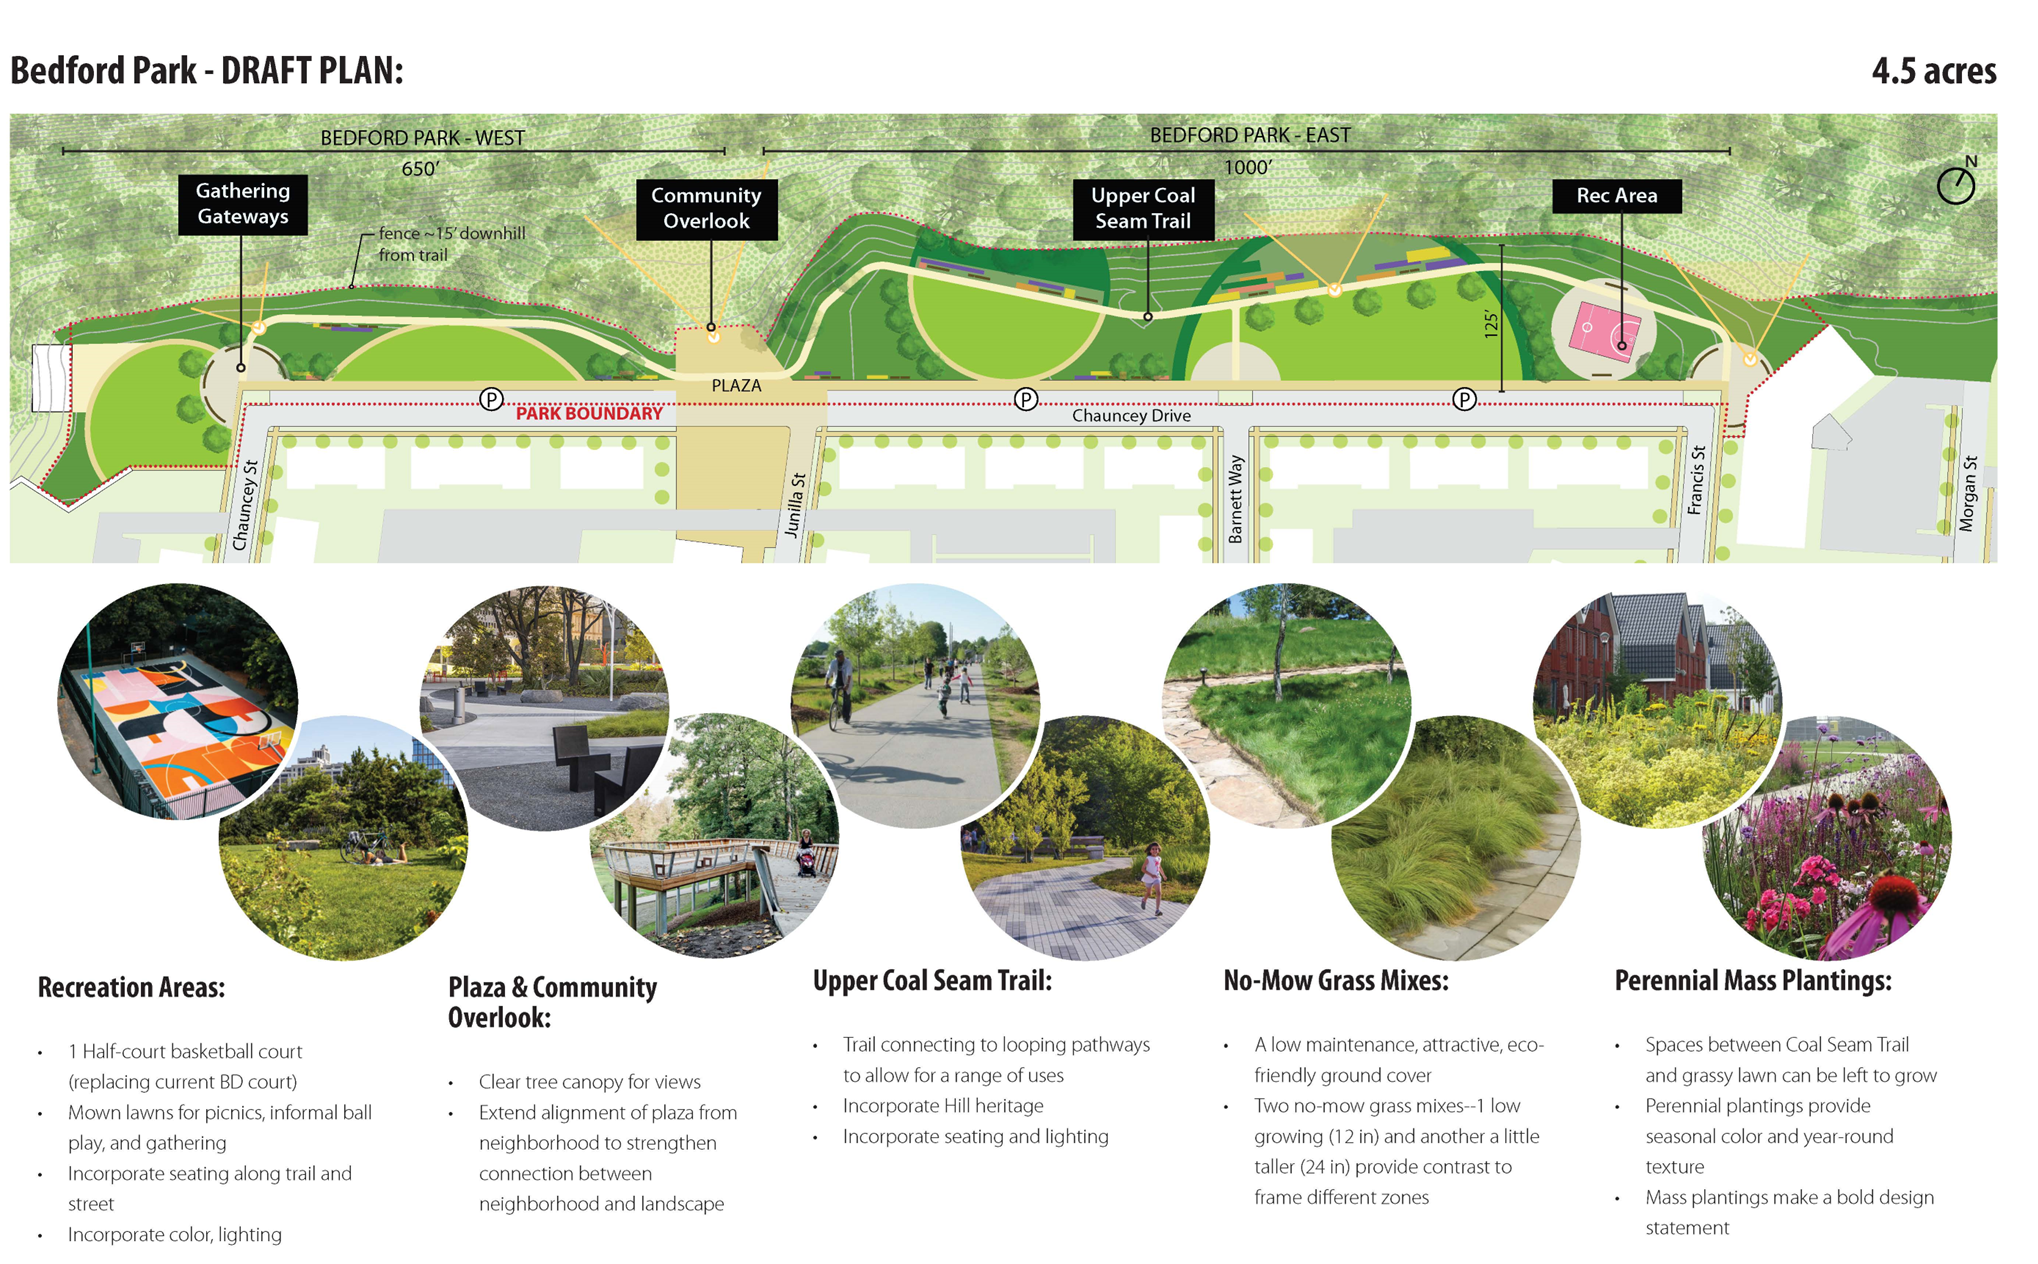 Bedford Park - DRAFT PLAN:
4.5 acres
BEDFORD PARK - WEST
650'
BEDFORD PARK - EAST
1000'
N
Gathering
Gateways
Community
Overlook
Upper Coal
Seam Trail
Rec Area
fence ~15' downhill
from trail
125'
PLAZA
P
P
P
PARK BOUNDARY
Chauncey Drive
Chauncey St
Junilla St
Barnett Way
Francis St
Morgan St
Recreation Areas:
• 1 Half-court basketball court
(replacing current BD court)
• Mown lawns for picnics, informal ball
play, and gathering
• Incorporate seating along trail and
street
• Incorporate color, lighting
Plaza & Community
Overlook:
• Clear tree canopy for views
• Extend alignment of plaza from
neighborhood to strengthen
connection between
neighborhood and landscape
Upper Coal Seam Trail:
• Trail connecting to looping pathways
to allow for a range of uses
• Incorporate Hill heritage
• Incorporate seating and lighting
No-Mow Grass Mixes:
• A low maintenance, attractive, eco-
friendly ground cover
• Two no-mow grass mixes--1 low
growing (12 in) and another a little
taller (24 in) provide contrast to
frame different zones
Perennial Mass Plantings:
• Spaces between Coal Seam Trail
and grassy lawn can be left to grow
• Perennial plantings provide
seasonal color and year-round
texture
• Mass plantings make a bold design
statement